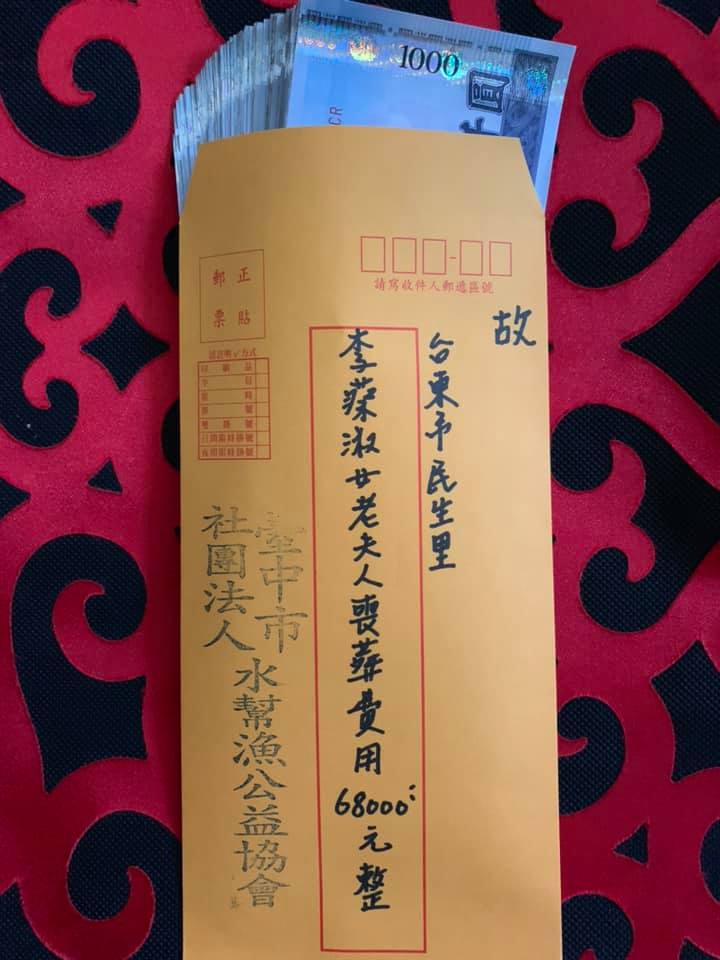 1000
CR
請寫收件人郵遞區號
正貼
郵票
故
台東市民生里
李蔡淑女老夫人喪葬費用68000元整
臺中市
社團法人
水幫漁公益協會